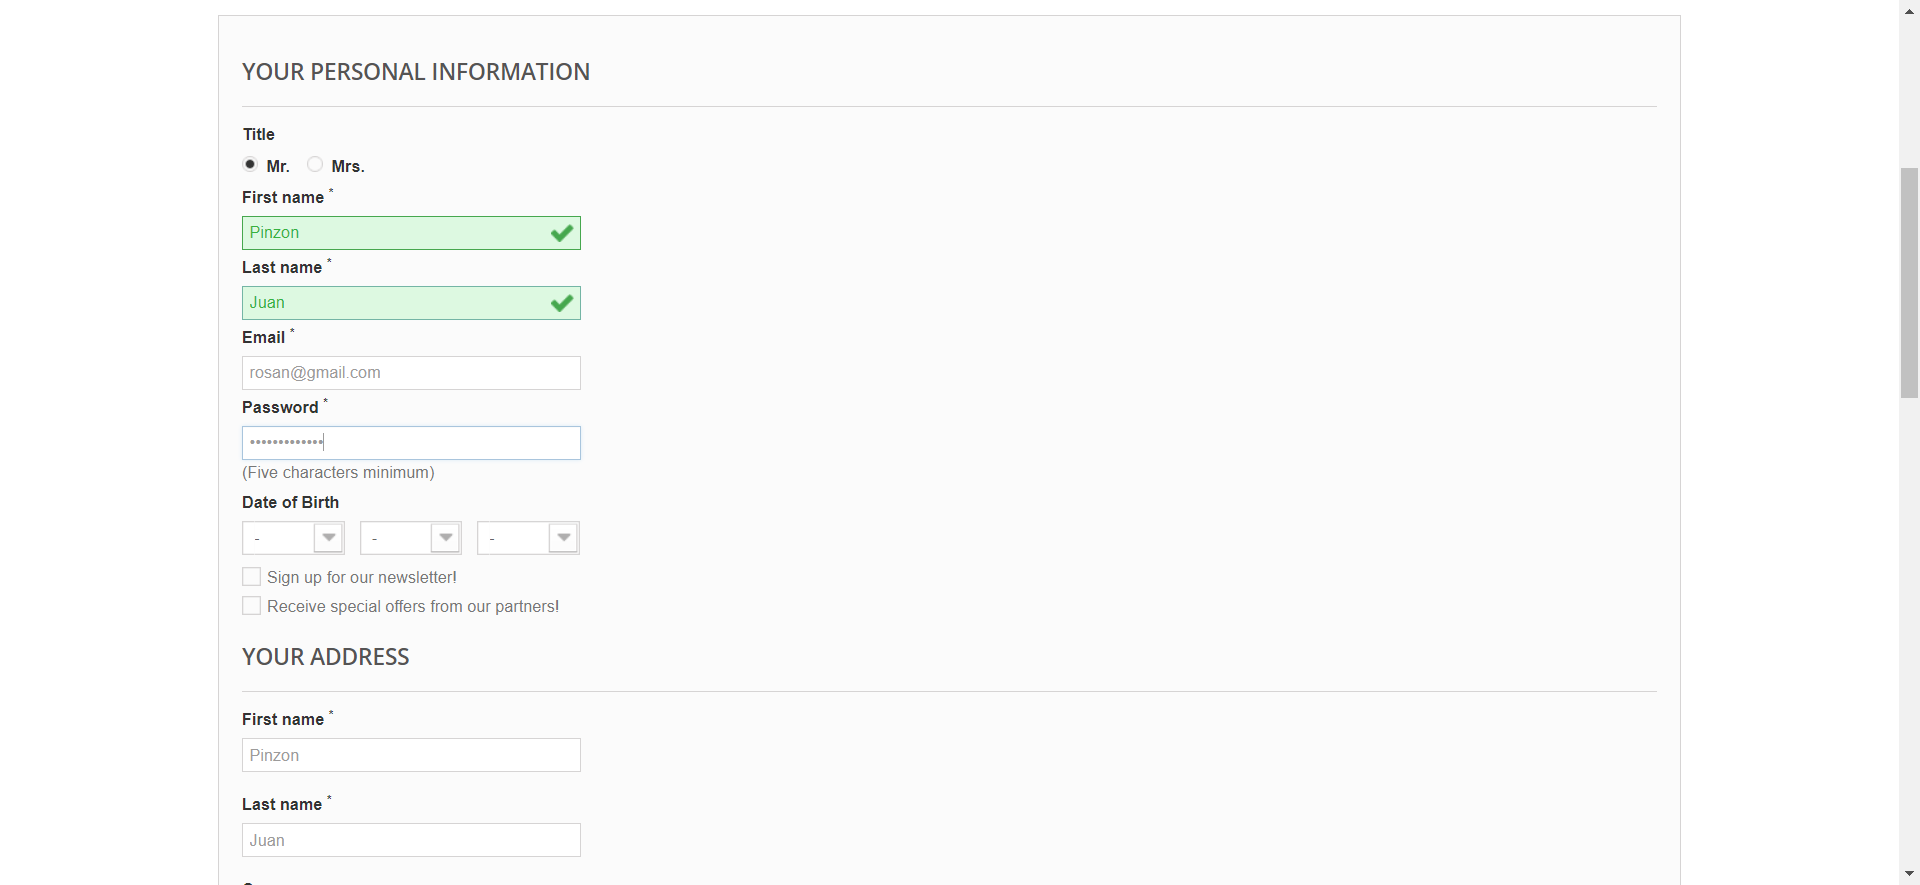 YOUR PERSONAL INFORMATION
Title
Mr. Mrs.
First name *
Pinzon
Last name *
Juan
Email *
rosan@gmail.com
Password *
•••••••••••••
(Five characters minimum)
Date of Birth
- - -
Sign up for our newsletter!
Receive special offers from our partners!
YOUR ADDRESS
First name *
Pinzon
Last name *
Juan